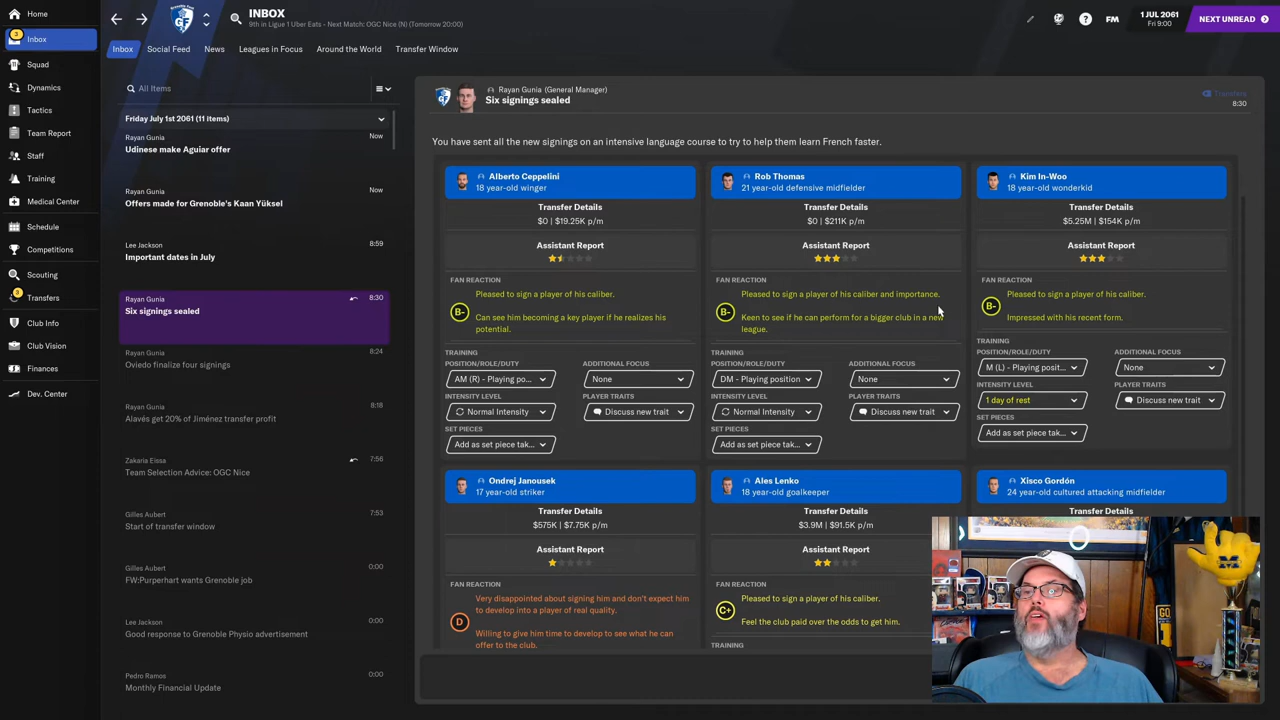 Home
3
Inbox
Squad
Dynamics
Tactics
Team Report
Staff
Training
Medical Center
Schedule
Competitions
Scouting
3
Transfers
Club Info
Club Vision
Finances
Dev. Center
GF
INBOX
9th in Ligue 1 Uber Eats - Next Match: OGC Nice (N) (Tomorrow 20:00)
FM
1 JUL 2061
Fri 9:00
NEXT UNREAD
Inbox
Social Feed
News
Leagues in Focus
Around the World
Transfer Window
All Items
Friday July 1st 2061 (11 items)
Rayan Gunia
Now
Udinese make Aguiar offer
Rayan Gunia
Now
Offers made for Grenoble's Kaan Yüksel
Lee Jackson
8:59
Important dates in July
Rayan Gunia
8:30
Six signings sealed
Rayan Gunia
8:24
Oviedo finalize four signings
Rayan Gunia
8:18
Alavés get 20% of Jiménez transfer profit
Zakaria Eissa
7:56
Team Selection Advice: OGC Nice
Gilles Aubert
7:53
Start of transfer window
Gilles Aubert
0:00
FW:Purperhart wants Grenoble job
Lee Jackson
0:00
Good response to Grenoble Physio advertisement
Pedro Ramos
0:00
Monthly Financial Update
Rayan Gunia (General Manager)
Six signings sealed
Transfers
8:30
You have sent all the new signings on an intensive language course to try to help them learn French faster.
Alberto Ceppelini
18 year-old winger
Transfer Details
$0 | $19.25K p/m
Assistant Report
FAN REACTION
B-
Pleased to sign a player of his caliber.
Can see him becoming a key player if he realizes his
potential.
TRAINING
POSITION/ROLE/DUTY
ADDITIONAL FOCUS
AM (R) - Playing po...
None
INTENSITY LEVEL
PLAYER TRAITS
Normal Intensity
Discuss new trait
SET PIECES
Add as set piece tak...
Rob Thomas
21 year-old defensive midfielder
Transfer Details
$0 | $211K p/m
Assistant Report
FAN REACTION
B-
Pleased to sign a player of his caliber and importance.
Keen to see if he can perform for a bigger club in a new
league.
TRAINING
POSITION/ROLE/DUTY
ADDITIONAL FOCUS
DM - Playing position
None
INTENSITY LEVEL
PLAYER TRAITS
Normal Intensity
Discuss new trait
SET PIECES
Add as set piece tak...
Kim In-Woo
18 year-old wonderkid
Transfer Details
$5.25M | $154K p/m
Assistant Report
FAN REACTION
B-
Pleased to sign a player of his caliber.
Impressed with his recent form.
TRAINING
POSITION/ROLE/DUTY
ADDITIONAL FOCUS
M (L) - Playing posit...
None
INTENSITY LEVEL
PLAYER TRAITS
1 day of rest
Discuss new trait
SET PIECES
Add as set piece tak...
Ondrej Janousek
17 year-old striker
Transfer Details
$575K | $7.75K p/m
Assistant Report
FAN REACTION
D
Very disappointed about signing him and don't expect him
to develop into a player of real quality.
Willing to give him time to develop to see what he can
offer to the club.
Ales Lenko
18 year-old goalkeeper
Transfer Details
$3.9M | $91.5K p/m
Assistant Report
FAN REACTION
C+
Pleased to sign a player of his caliber.
Feel the club paid over the odds to get him.
TRAINING
Xisco Gordón
24 year-old cultured attacking midfielder
Transfer Details
M
GO